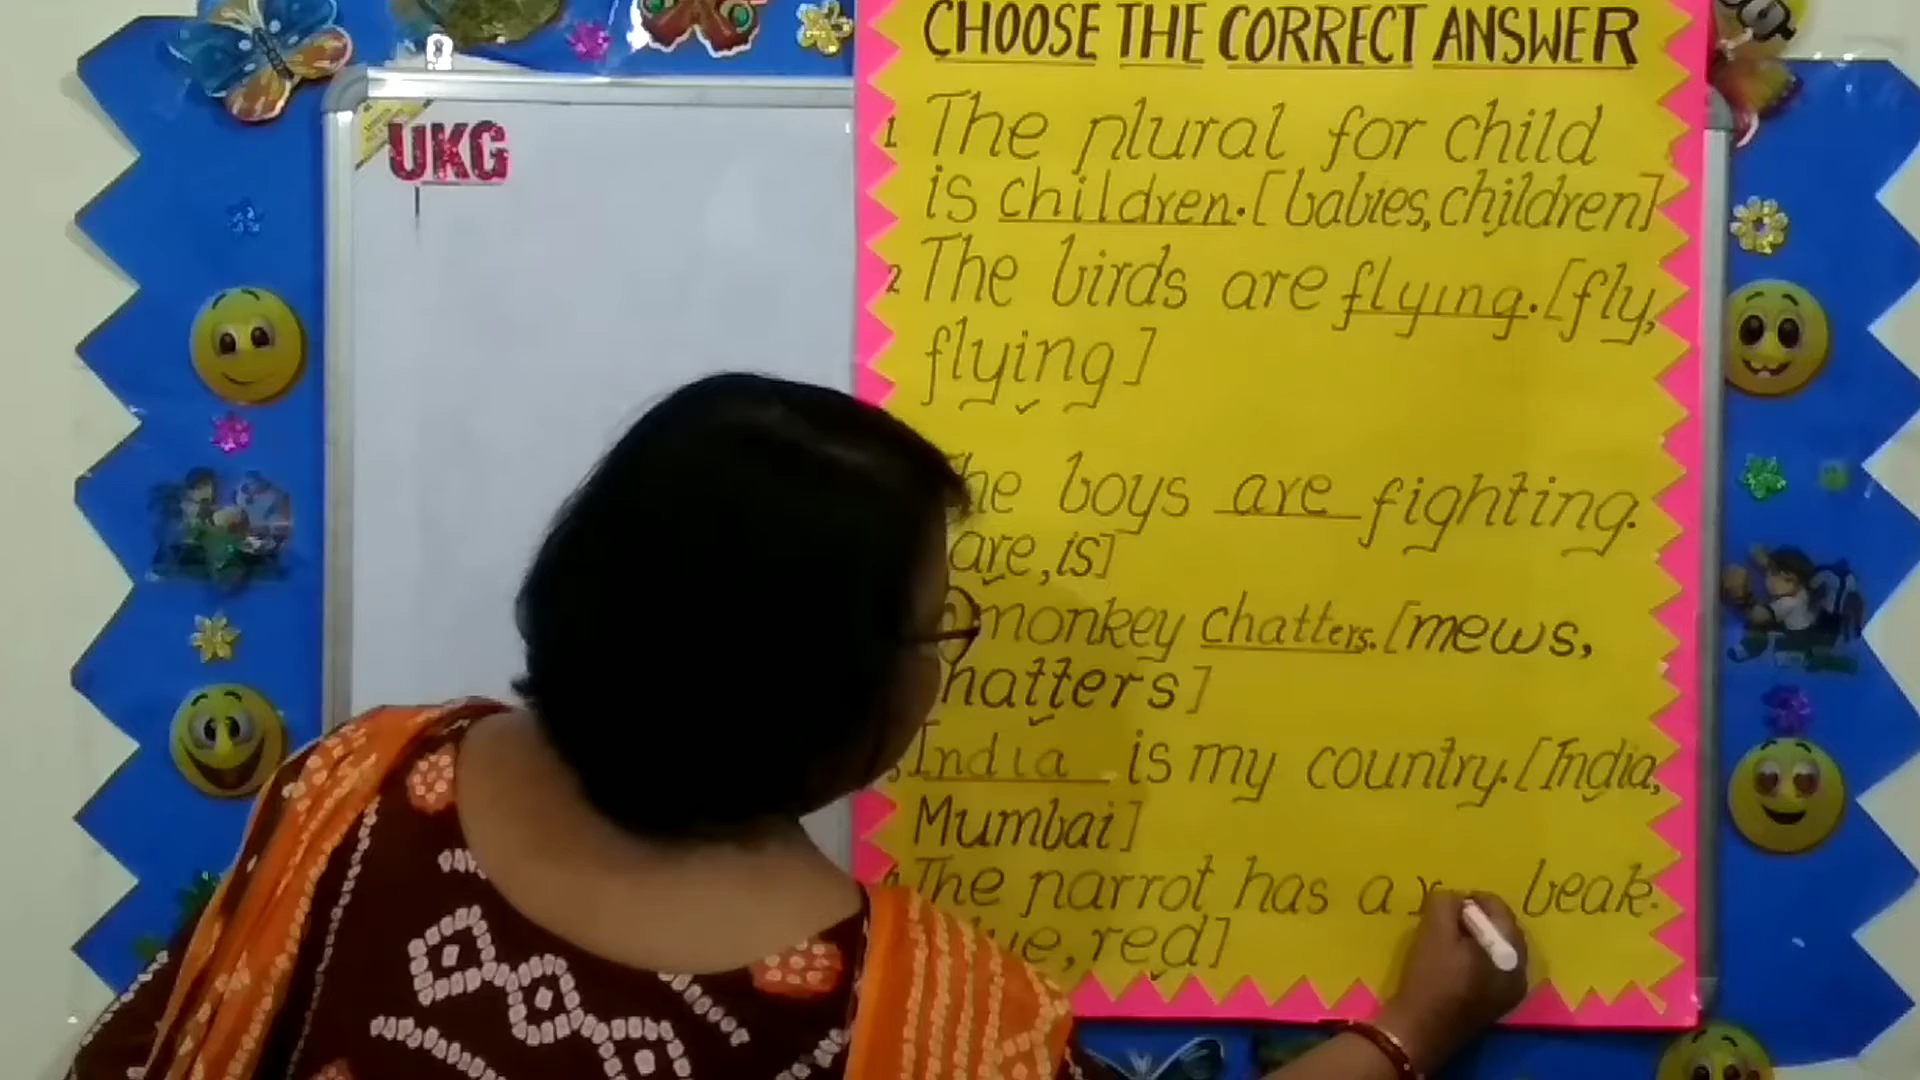 UKG
CHOOSE THE CORRECT ANSWER
1. The plural for child
is children. [babies, children]
2. The birds are flying. [fly,
flying]
The boys are fighting.
are, is]
monkey chatters. [mews,
hatters]
India is my country. [India,
Mumbai]
The parrot has a beak.
red]